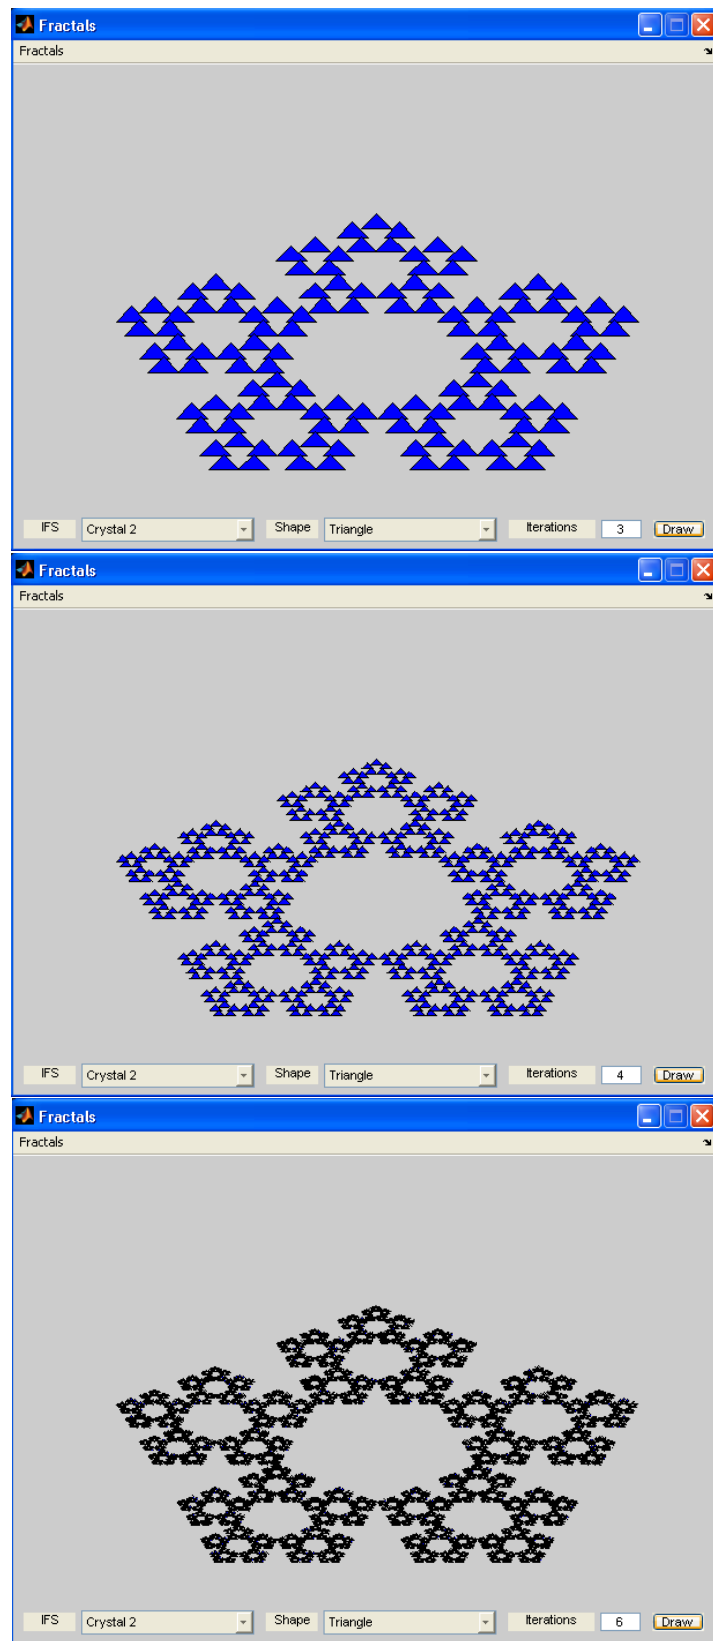 Fractals
Fractals
IFS Crystal 2 Shape Triangle Iterations 3 Draw
Fractals
Fractals
IFS Crystal 2 Shape Triangle Iterations 4 Draw
Fractals
Fractals
IFS Crystal 2 Shape Triangle Iterations 6 Draw